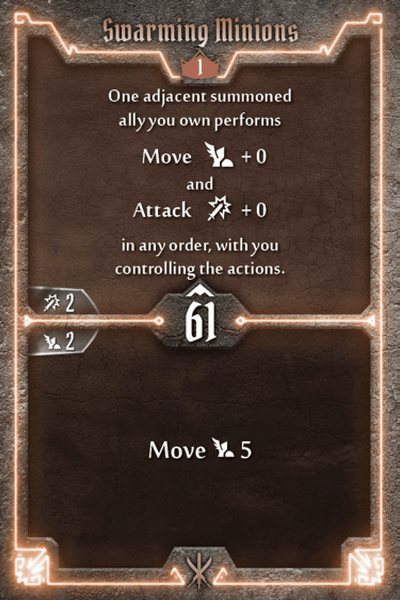 Swarming Minions
1
One adjacent summoned
ally you own performs
Move + 0
and
Attack + 0
in any order, with you
controlling the actions.
2
61
2
Move 5